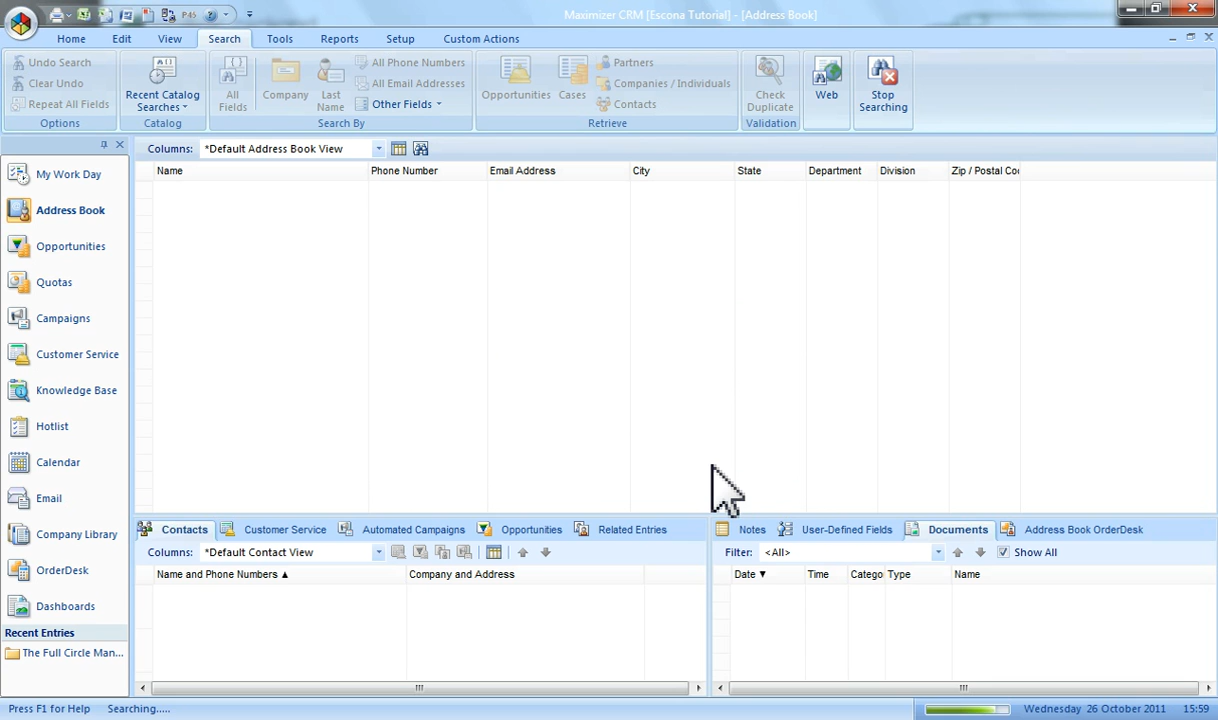 Maximizer CRM [Escona Tutorial] - [Address Book]
P45
Home Edit View Search Tools Reports Setup Custom Actions
Undo Search
Clear Undo
Repeat All Fields
Options
Recent Catalog
Searches
Catalog
All
Fields
Company
Last
Name
All Phone Numbers
All Email Addresses
Other Fields
Search By
Opportunities
Cases
Partners
Companies / Individuals
Contacts
Retrieve
Check
Duplicate
Validation
Web
Stop
Searching
My Work Day
Address Book
Opportunities
Quotas
Campaigns
Customer Service
Knowledge Base
Hotlist
Calendar
Email
Company Library
OrderDesk
Dashboards
Recent Entries
The Full Circle Man...
Columns: *Default Address Book View
Name Phone Number Email Address City State Department Division Zip / Postal Co
Contacts Customer Service Automated Campaigns Opportunities Related Entries
Columns: *Default Contact View
Name and Phone Numbers Company and Address
Notes User-Defined Fields Documents Address Book OrderDesk
Filter: <All> Show All
Date Time Catego Type Name
Press F1 for Help Searching..... Wednesday 26 October 2011 15:59